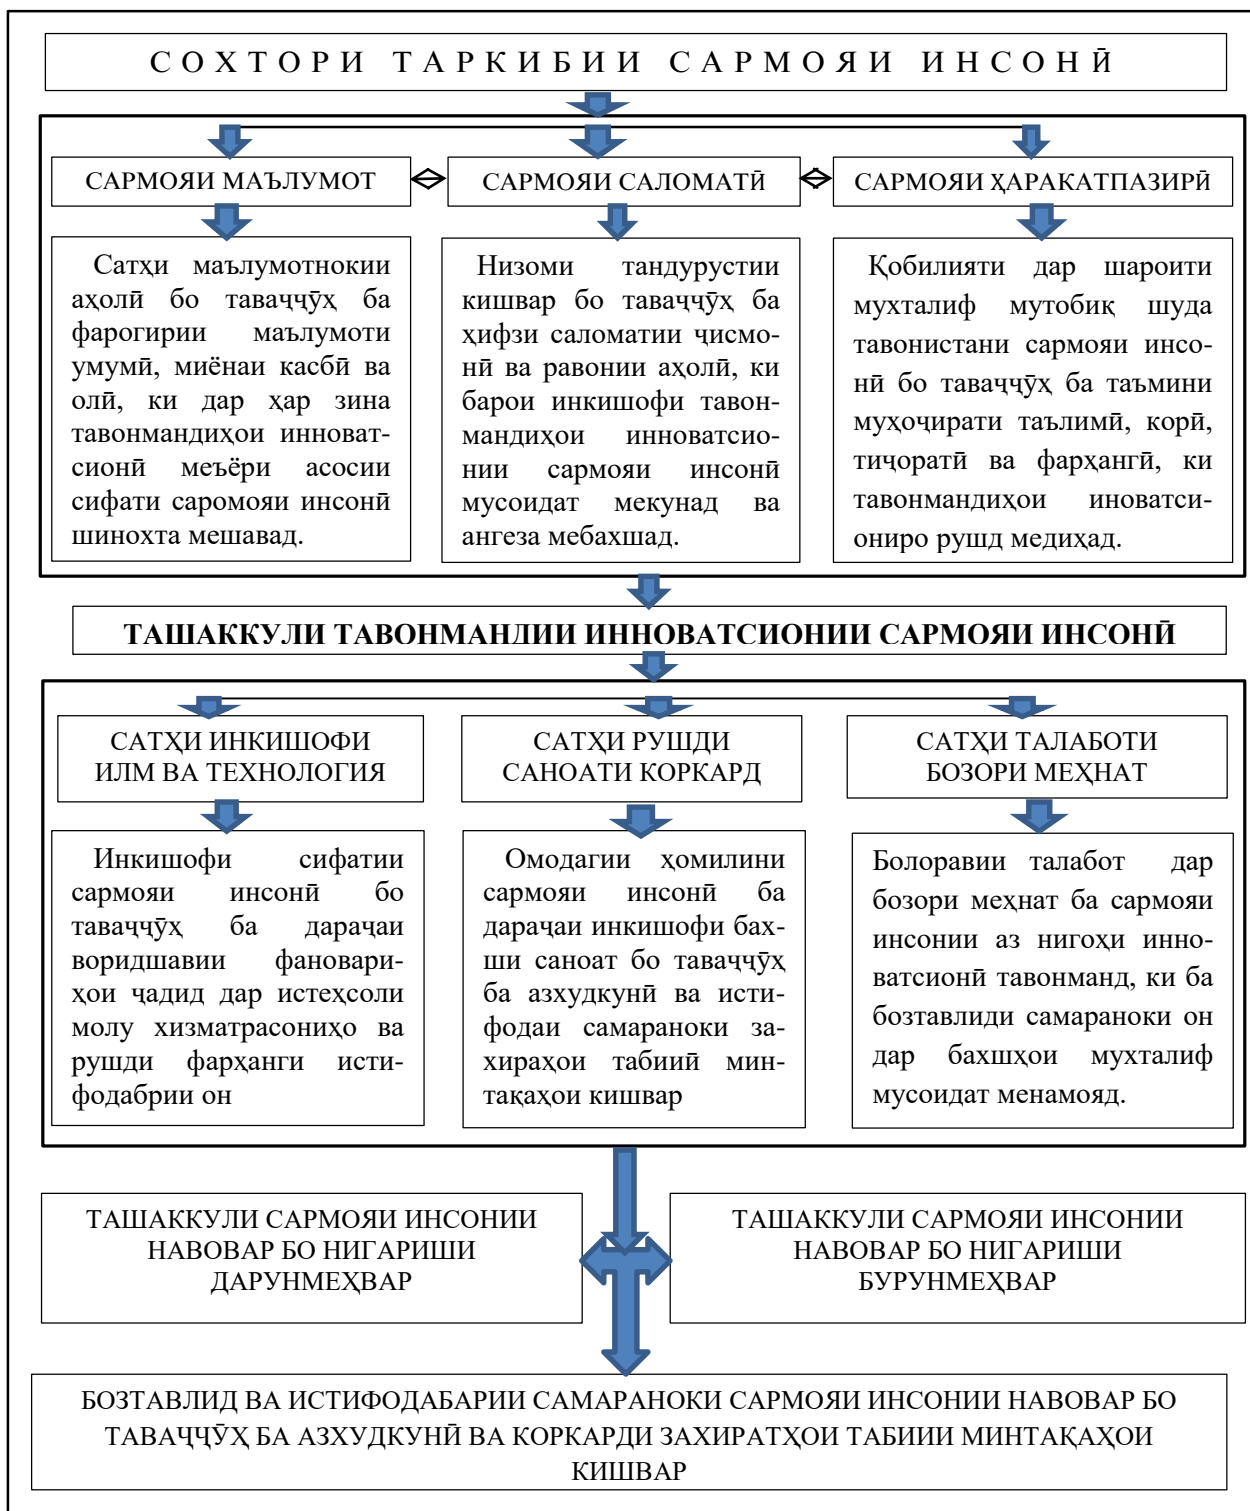 СОХТОРИ ТАРКИБИИ САРМОЯИ ИНСОНӢ
САРМОЯИ МАЪЛУМОТ
САРМОЯИ САЛОМАТӢ
САРМОЯИ ҲАРАКАТПАЗИРӢ
Сатҳи маълумотнокии
аҳолӣ бо таваҷҷӯҳ ба
фарогирии маълумоти
умумӣ, миёнаи касбӣ ва
олӣ, ки дар ҳар зина
тавонмандиҳои инноват-
сионӣ меъёри асосии
сифати саромояи инсонӣ
шинохта мешавад.
Низоми тандурустии
кишвар бо таваҷҷӯҳ ба
ҳифзи саломатии ҷисмо-
нӣ ва равонии аҳолӣ, ки
барои инкишофи тавон-
мандиҳои инноватсио-
нии сармояи инсонӣ
мусоидат мекунад ва
ангеза мебахшад.
Қобилияти дар шароити
мухталиф мутобиқ шуда
тавонистани сармояи инсо-
нӣ бо таваҷҷӯҳ ба таъмини
муҳоҷирати таълимӣ, корӣ,
тиҷоратӣ ва фарҳангӣ, ки
тавонмандиҳои иноватси-
ониро рушд медиҳад.
ТАШАККУЛИ ТАВОНМАНДИИ ИННОВАТСИОНИИ САРМОЯИ ИНСОНӢ
САТҲИ ИНКИШОФИ
ИЛМ ВА ТЕХНОЛОГИЯ
САТҲИ РУШДИ
САНОАТИ КОРКАРД
САТҲИ ТАЛАБОТИ
БОЗОРИ МЕҲНАТ
Инкишофи сифатии
сармояи инсонӣ бо
таваҷҷӯҳ ба дараҷаи
воридшавии фановари-
ҳои ҷадид дар истеҳсоли
молу хизматрасониҳо ва
рушди фарҳанги исти-
фодабрии он
Омодагии ҳомилини
сармояи инсонӣ ба
дараҷаи инкишофи бах-
ши саноат бо таваҷҷӯҳ
ба азхудкунӣ ва исти-
фодаи самараноки за-
хираҳои табиӣӣ мин-
тақаҳои кишвар
Болоравии талабот дар
бозори меҳнат ба сармояи
инсонии аз нигоҳи инно-
ватсионӣ тавонманд, ки ба
бозтавлиди самараноки он
дар бахшҳои мухталиф
мусоидат менамояд.
ТАШАККУЛИ САРМОЯИ ИНСОНИИ
НАВОВАР БО НИГАРИШИ
ДАРУНМЕҲВАР
ТАШАККУЛИ САРМОЯИ ИНСОНИИ
НАВОВАР БО НИГАРИШИ
БУРУНМЕҲВАР
БОЗТАВЛИД ВА ИСТИФОДАБАРИИ САМАРАНОКИ САРМОЯИ ИНСОНИИ НАВОВАР БО
ТАВАҶҶӮҲ БА АЗХУДКУНӢ ВА КОРКАРДИ ЗАХИРАТҲОИ ТАБИИИ МИНТАҚАҲОИ
КИШВАР